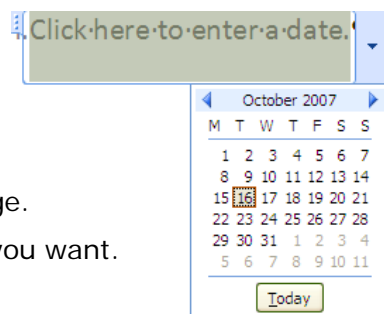 Click·here·to·enter·a·date.
October 2007
M T W T F S S
1 2 3 4 5 6 7
8 9 10 11 12 13 14
15 16 17 18 19 20 21
ge.
22 23 24 25 26 27 28
you want.
29 30 31 1 2 3 4
5 6 7 8 9 10 11
Today